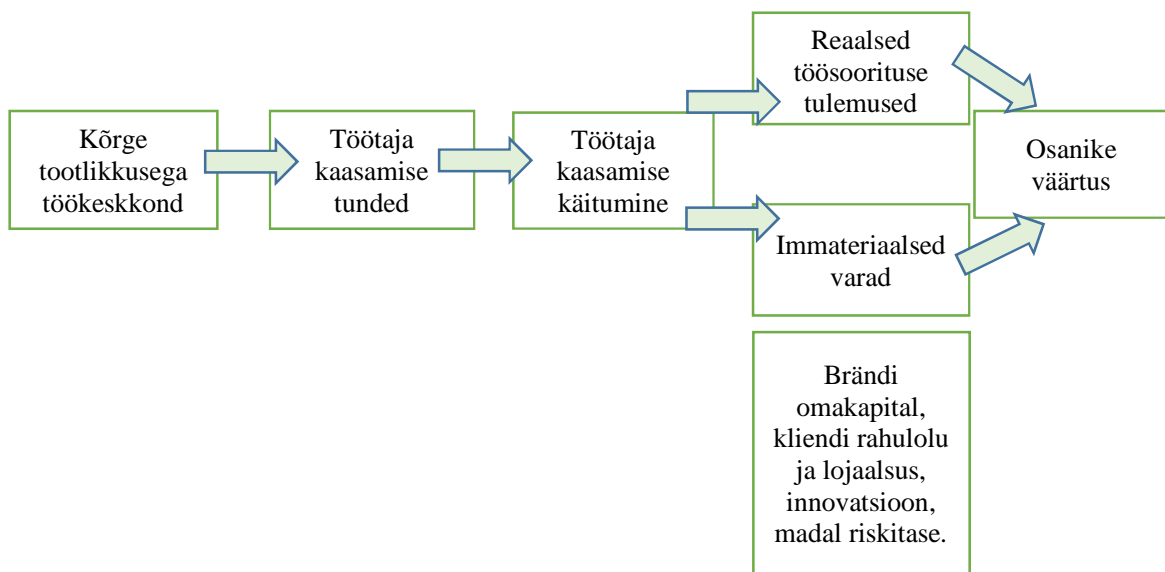 Kõrge
tootlikkusega
töökeskkond
Töötaja
kaasamise
tunded
Töötaja
kaasamise
käitumine
Reaalsed
töösoorituse
tulemused
Immateriaalsed
varad
Brändi
omakapital,
kliendi rahulolu
ja lojaalsus,
innovatsioon,
madal riskitase.
Osanike
väärtus